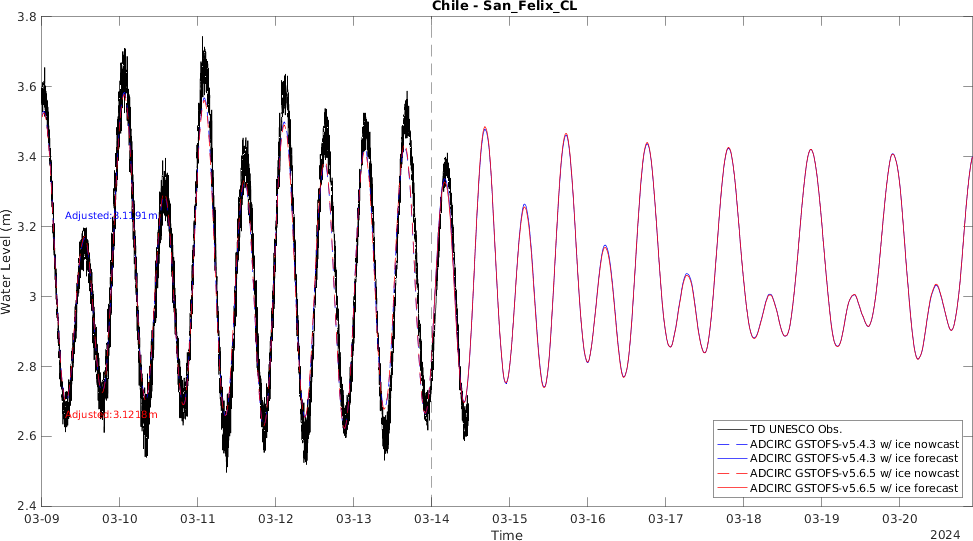 Chile - San_Felix_CL
3.8
3.6
3.4
3.2
3
2.8
2.6
2.4
Water Level (m)
Adjusted:3.1191m
TD UNESCO Obs.
ADCIRC GSTOFS-v5.4.3 w/ ice nowcast
ADCIRC GSTOFS-v5.4.3 w/ ice forecast
ADCIRC GSTOFS-v5.6.5 w/ ice nowcast
ADCIRC GSTOFS-v5.6.5 w/ ice forecast
03-09 03-10 03-11 03-12 03-13 03-14 03-15 03-16 03-17 03-18 03-19 03-20
Time
2024